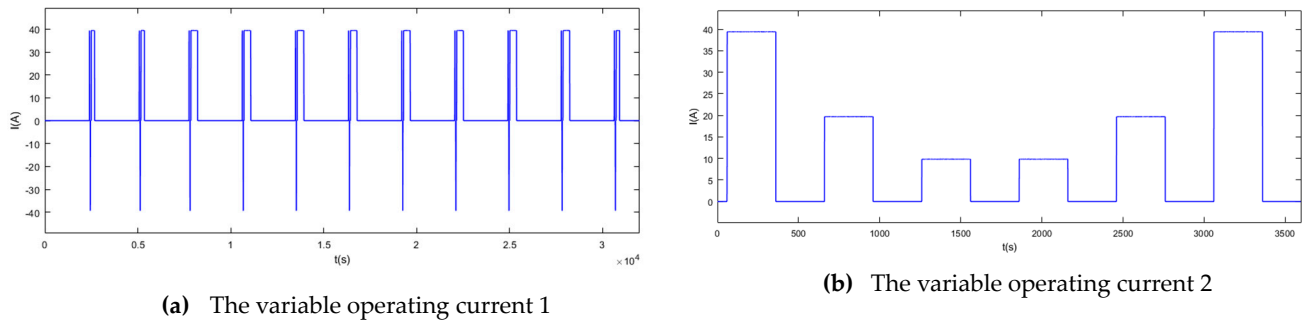 40
30
20
10
0
-10
-20
-30
-40
I(A)
0 0.5 1 1.5 2 2.5 3
t(s)
×10⁴
(a) The variable operating current 1
40
35
30
25
20
15
10
5
0
I(A)
0 500 1000 1500 2000 2500 3000 3500
t(s)
(b) The variable operating current 2